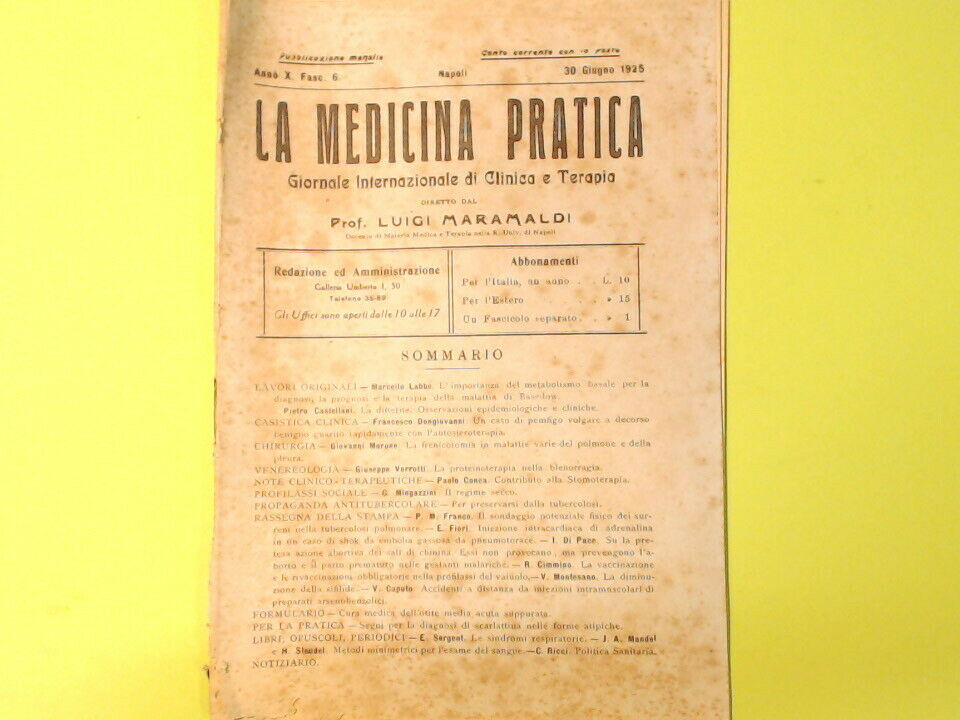 Pubblicazione mensile
Conto corrente con la Posta
Anno X. Fasc. 6
Napoli
30 Giugno 1925
LA MEDICINA PRATICA
Giornale Internazionale di Clinica e Terapia
DIRETTO DAL
Prof. LUIGI MARAMALDI
Docente di Materia Medica e Terapia nella R. Univ. di Napoli
Redazione ed Amministrazione
Galleria Umberto I, 50
Telefono 35-89
Gli Uffici sono aperti dalle 10 alle 17
Abbonamenti
Per l'Italia, un anno . . L. 10
Per l'Estero . . » 15
Un Fascicolo separato . . » 1
SOMMARIO
LAVORI ORIGINALI — Marcello Labbé. L'importanza del metabolismo basale per la
diagnosi, la prognosi e la terapia della malattia di Basedow.
Pietro Castellani. La difterite. Osservazioni epidemiologiche e cliniche.
CASISTICA CLINICA — Francesco Dongiovanni. Un caso di pemfigo volgare a decorso
benigno guarito rapidamente con l'autosieroterapia.
CHIRURGIA — Giovanni Morone. La frenicotomia in malattie varie del polmone e della
pleura.
VENEREOLOGIA — Giuseppe Verrotti. La proteinoterapia nella blenorragia.
NOTE CLINICO-TERAPEUTICHE — Paolo Conca. Contributo alla Stomoterapia.
PROFILASSI SOCIALE — G. Mingazzini. Il regime secco.
PROPAGANDA ANTITUBERCOLARE — Per preservarsi dalla tubercolosi.
RASSEGNA DELLA STAMPA — P. M. Franco. Il sondaggio potenziale fisico dei sur-
reni nella tubercolosi polmonare. — E. Fiori. Iniezione intracardiaca di adrenalina
in un caso di shok da embolia gassosa da pneumotorace. — I. Di Pace. Su la pre-
tesa azione abortiva dei sali di chinina. Essi non provocano, ma prevengono l'a-
borto e il parto prematuro nelle gestanti malariche. — R. Cimmino. La vaccinazione
e le rivaccinazioni obbligatorie nella profilassi del vaiuolo. — V. Montesano. La diminu-
zione della sifilide. — V. Caputo. Accidenti a distanza da iniezioni intramuscolari di
preparati arsenobenzolici.
FORMULARIO — Cura medica dell'otite media acuta suppurata.
PER LA PRATICA — Segni per la diagnosi di scarlattina nelle forme atipiche.
LIBRI, OPUSCOLI, PERIODICI — E. Sergent. Le sindromi respiratorie. — J. A. Mandel
e H. Steudel. Metodi minimetrici per l'esame del sangue. — C. Ricci. Politica Sanitaria.
NOTIZIARIO.